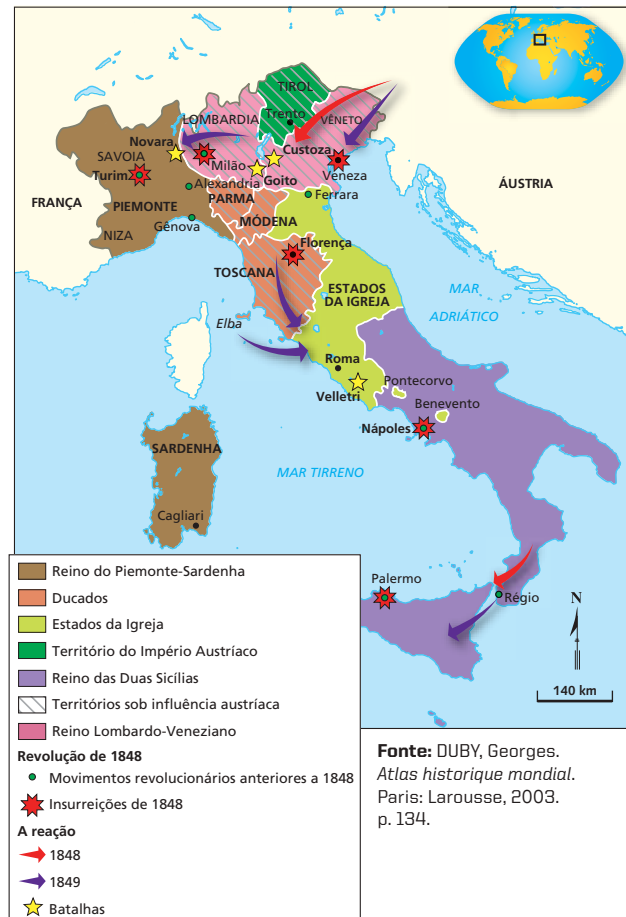 TIROL
LOMBARDIA
Trento
VÊNETO
Novara
Custoza
SAVOIA
Milão
Turim
Goito
Veneza
ÁUSTRIA
Alexandria
FRANÇA
PIEMONTE
PARMA
Ferrara
MÓDENA
Gênova
NIZA
Florença
TOSCANA
ESTADOS
DA IGREJA
MAR
ADRIÁTICO
Elba
Roma
Pontecorvo
Velletri
Benevento
Nápoles
SARDENHA
MAR TIRRENO
Cagliari
Palermo
Régio
N
140 km
Reino do Piemonte-Sardenha
Ducados
Estados da Igreja
Território do Império Austríaco
Reino das Duas Sicílias
Territórios sob influência austríaca
Reino Lombardo-Veneziano
Revolução de 1848
Movimentos revolucionários anteriores a 1848
Insurreições de 1848
A reação
1848
1849
Batalhas
Fonte: DUBY, Georges.
Atlas historique mondial.
Paris: Larousse, 2003.
p. 134.